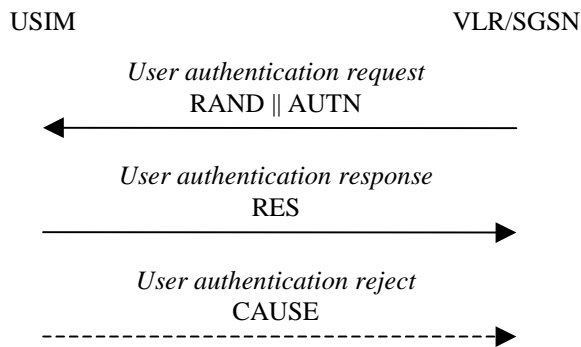 USIM VLR/SGSN
User authentication request
RAND || AUTN
User authentication response
RES
User authentication reject
CAUSE